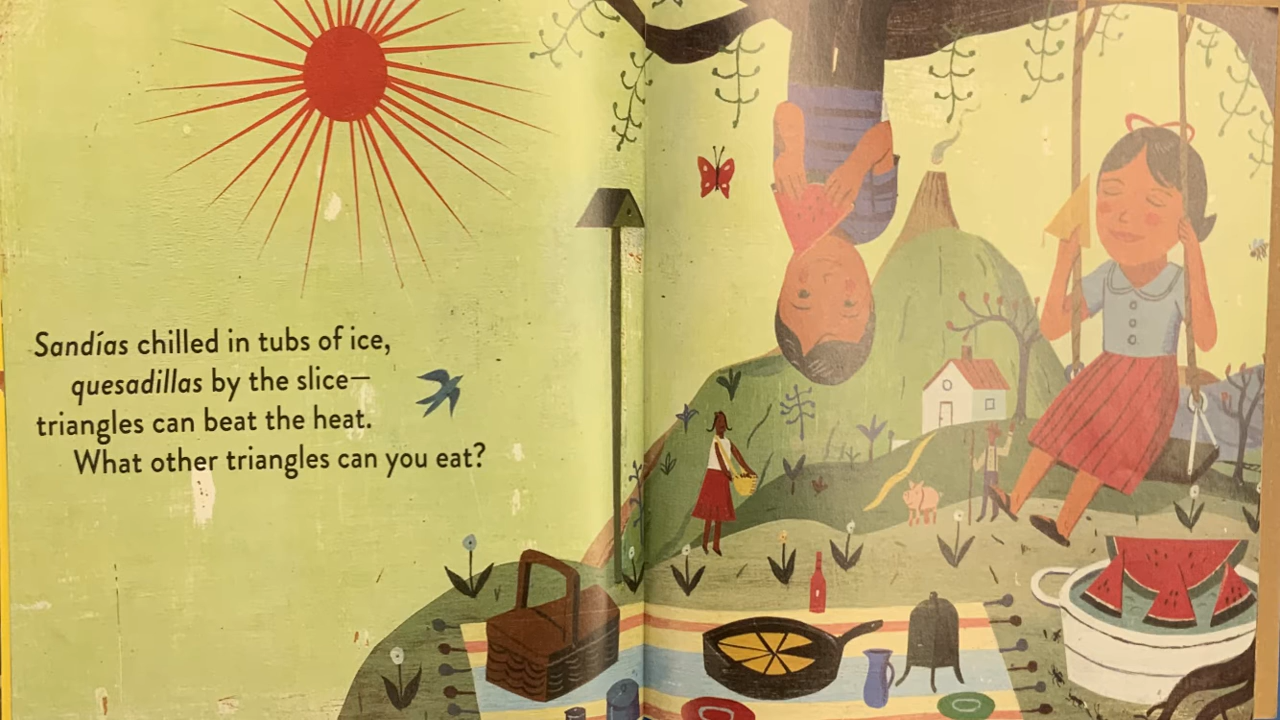 Sandías chilled in tubs of ice,
quesadillas by the slice—
triangles can beat the heat.
What other triangles can you eat?